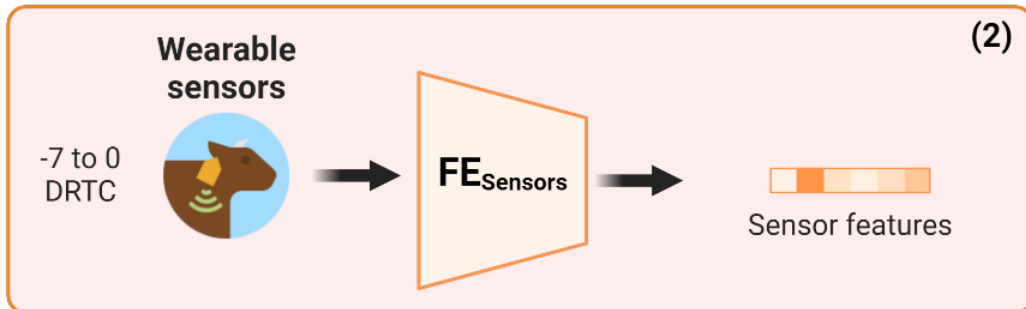 (2)
Wearable
sensors
-7 to 0
DRTC
FESensors
Sensor features